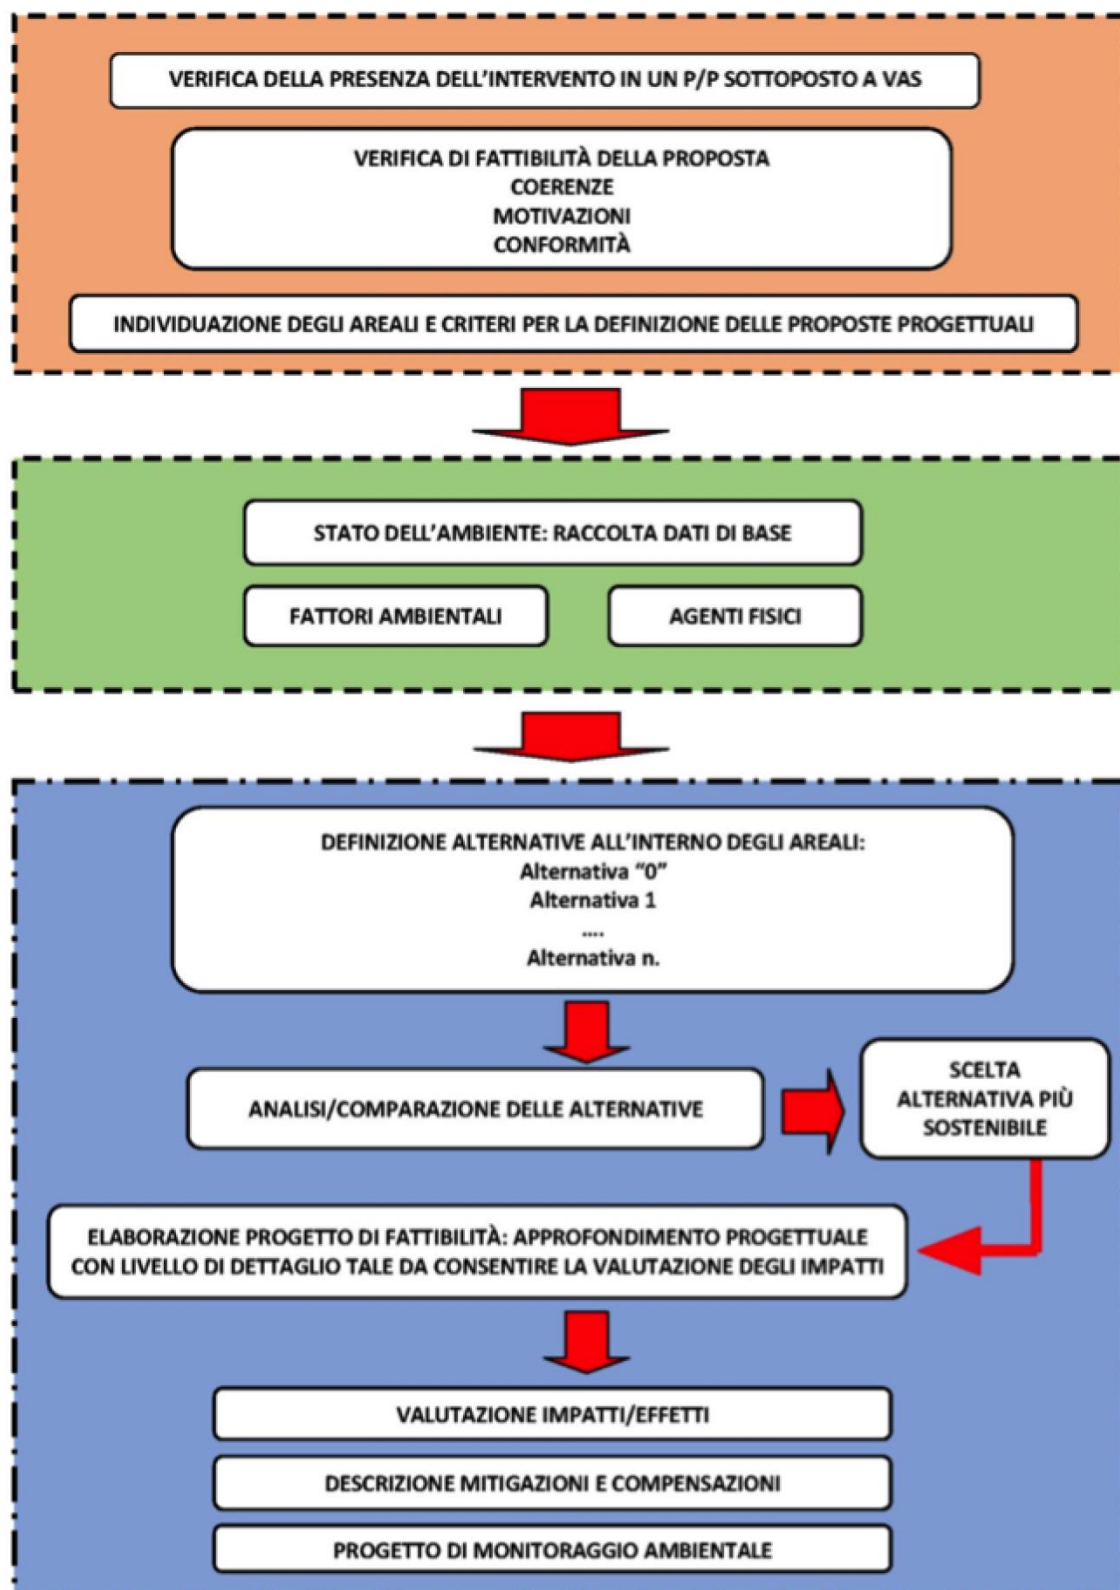 VERIFICA DELLA PRESENZA DELL'INTERVENTO IN UN P/P SOTTOPOSTO A VAS
VERIFICA DI FATTIBILITÀ DELLA PROPOSTA
COERENZE
MOTIVAZIONI
CONFORMITÀ
INDIVIDUAZIONE DEGLI AREALI E CRITERI PER LA DEFINIZIONE DELLE PROPOSTE PROGETTUALI
STATO DELL'AMBIENTE: RACCOLTA DATI DI BASE
FATTORI AMBIENTALI
AGENTI FISICI
DEFINIZIONE ALTERNATIVE ALL'INTERNO DEGLI AREALI:
Alternativa "0"
Alternativa 1
....
Alternativa n.
ANALISI/COMPARAZIONE DELLE ALTERNATIVE
SCELTA
ALTERNATIVA PIÙ
SOSTENIBILE
ELABORAZIONE PROGETTO DI FATTIBILITÀ: APPROFONDIMENTO PROGETTUALE
CON LIVELLO DI DETTAGLIO TALE DA CONSENTIRE LA VALUTAZIONE DEGLI IMPATTI
VALUTAZIONE IMPATTI/EFFETTI
DESCRIZIONE MITIGAZIONI E COMPENSAZIONI
PROGETTO DI MONITORAGGIO AMBIENTALE